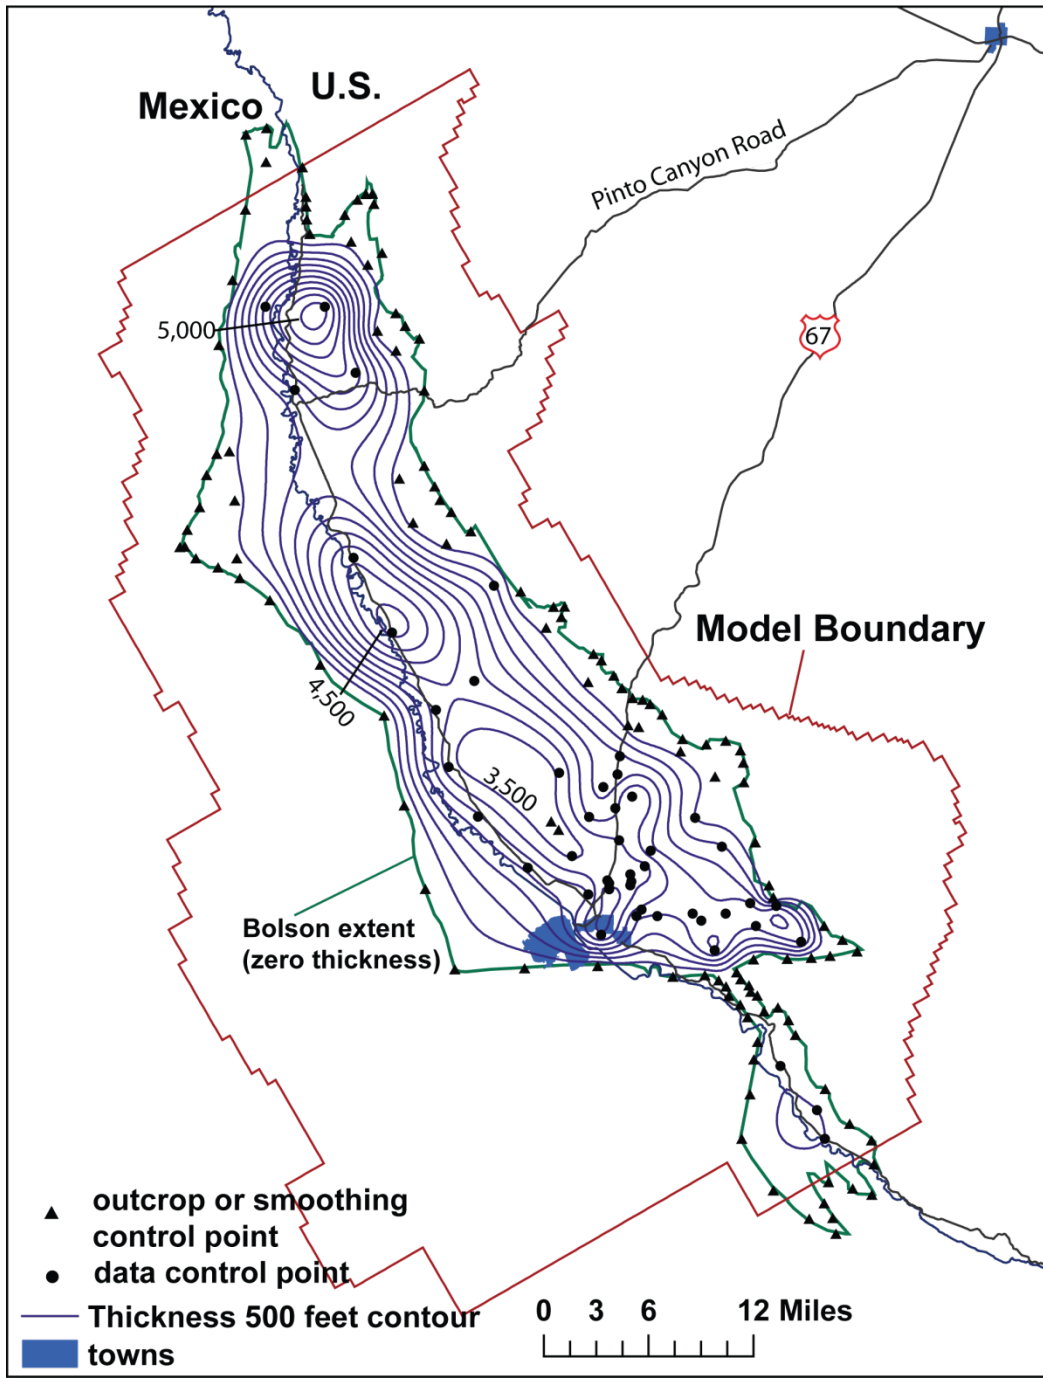 U.S.
Mexico
Pinto Canyon Road
5,000
67
Model Boundary
4,500
3,500
Bolson extent
(zero thickness)
outcrop or smoothing
control point
data control point
Thickness 500 feet contour
towns
0 3 6 12 Miles